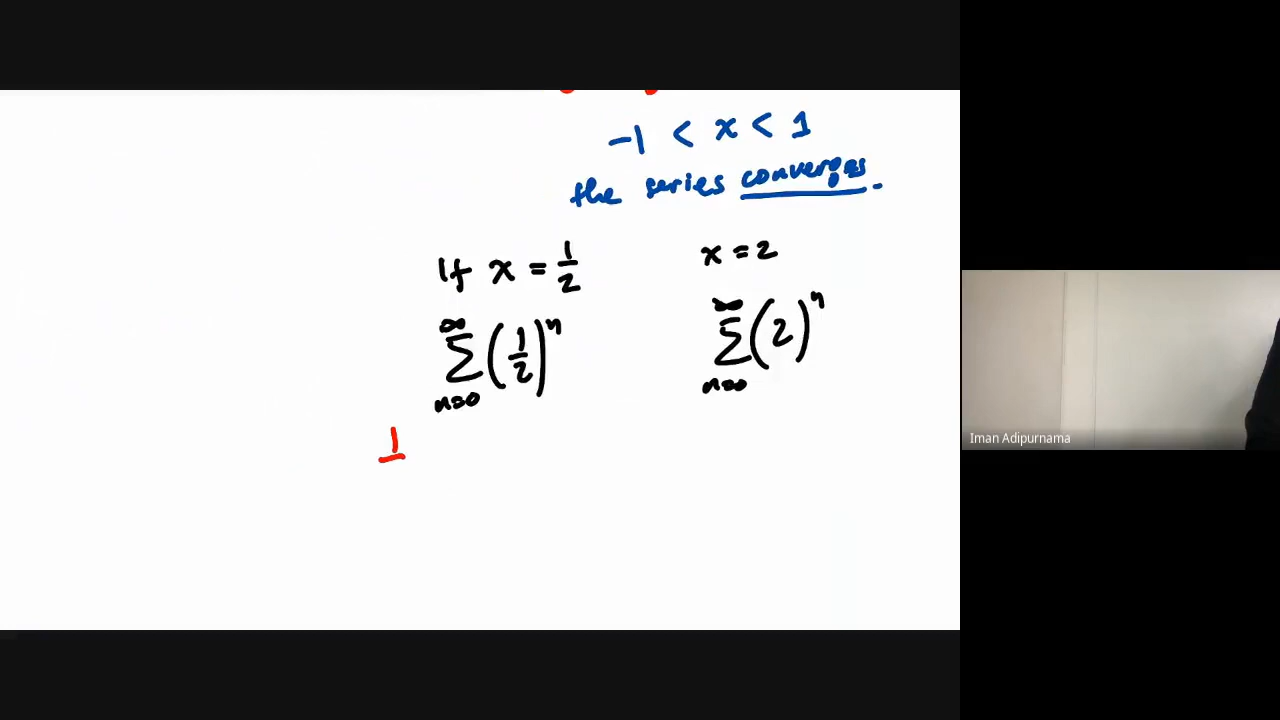 -1 < x < 1
the series converges.
If x = 1/2
x = 2
∞∑n=0 (1/2)^n
∞∑n=0 (2)^n
1
Iman Adipurnama